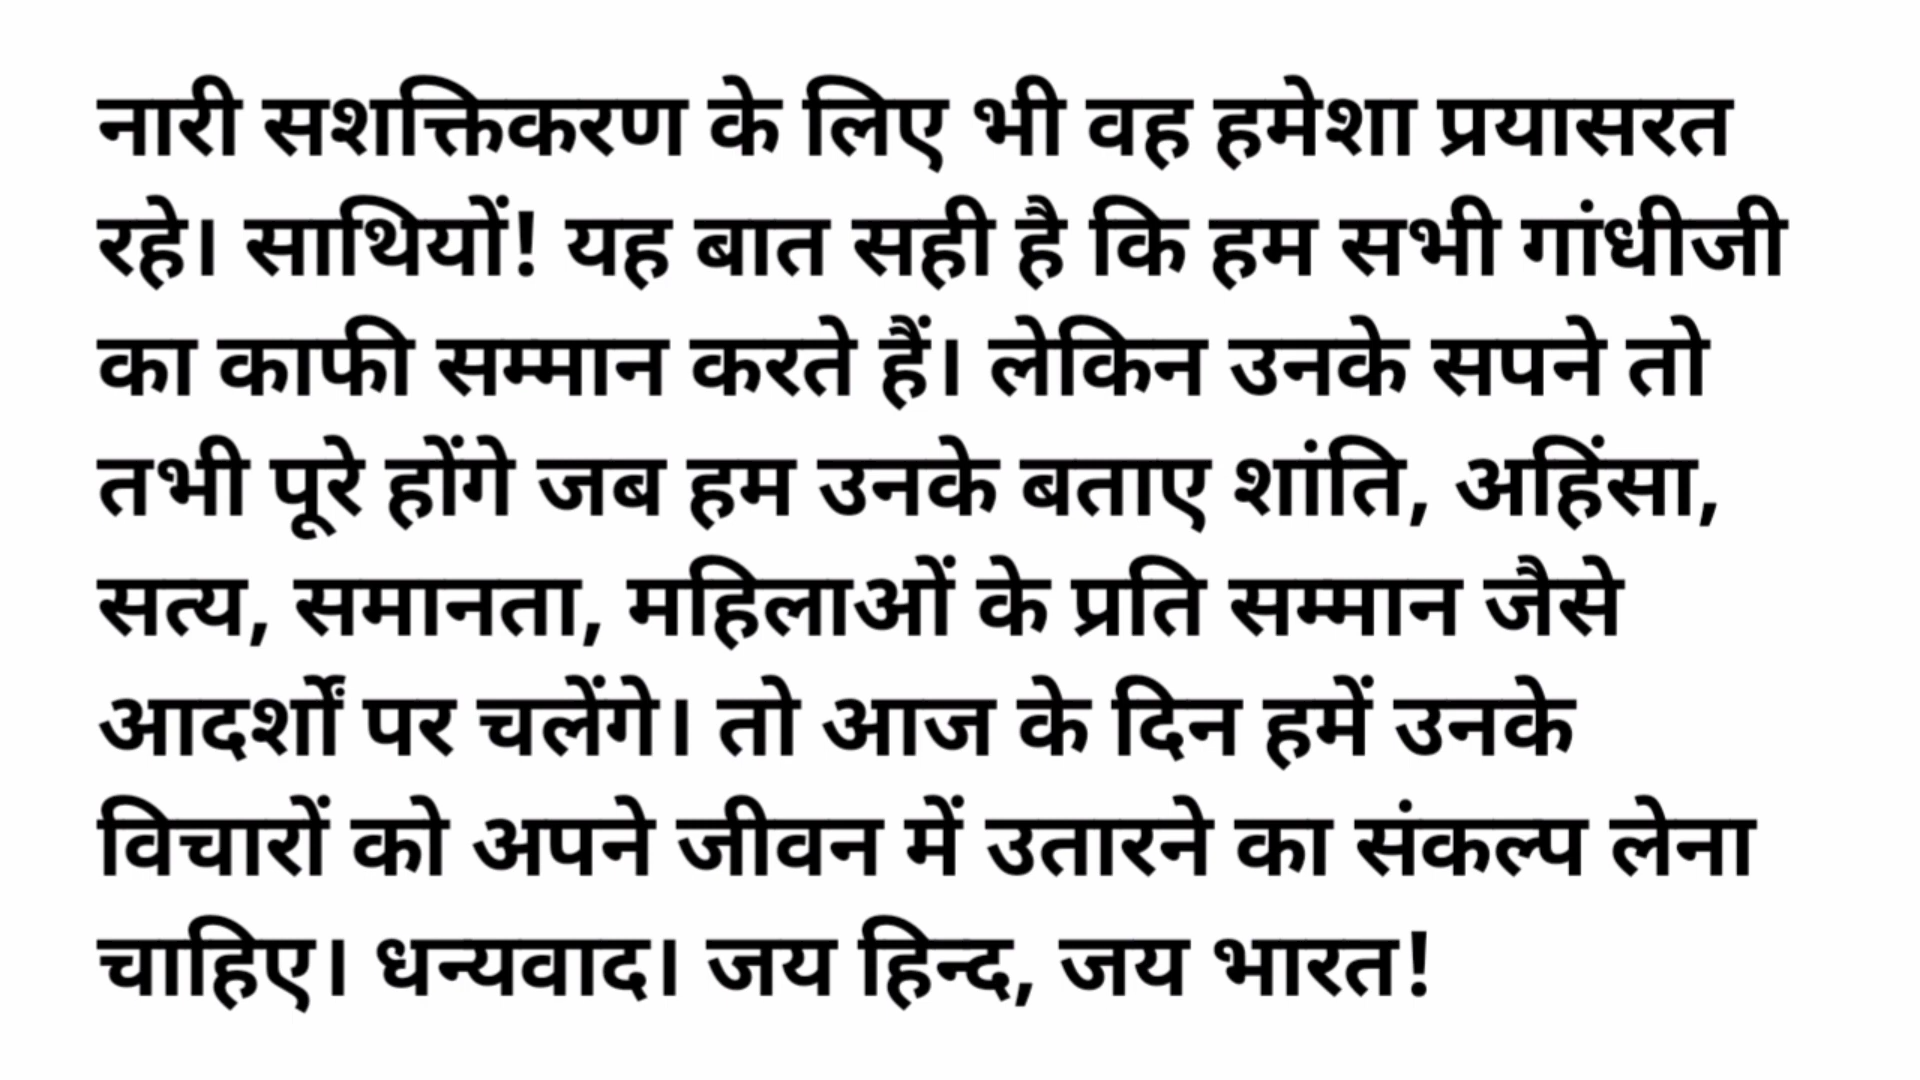 नारी सशक्तिकरण के लिए भी वह हमेशा प्रयासरत
रहे। साथियों! यह बात सही है कि हम सभी गांधीजी
का काफी सम्मान करते हैं। लेकिन उनके सपने तो
तभी पूरे होंगे जब हम उनके बताए शांति, अहिंसा,
सत्य, समानता, महिलाओं के प्रति सम्मान जैसे
आदर्शों पर चलेंगे। तो आज के दिन हमें उनके
विचारों को अपने जीवन में उतारने का संकल्प लेना
चाहिए। धन्यवाद। जय हिन्द, जय भारत!